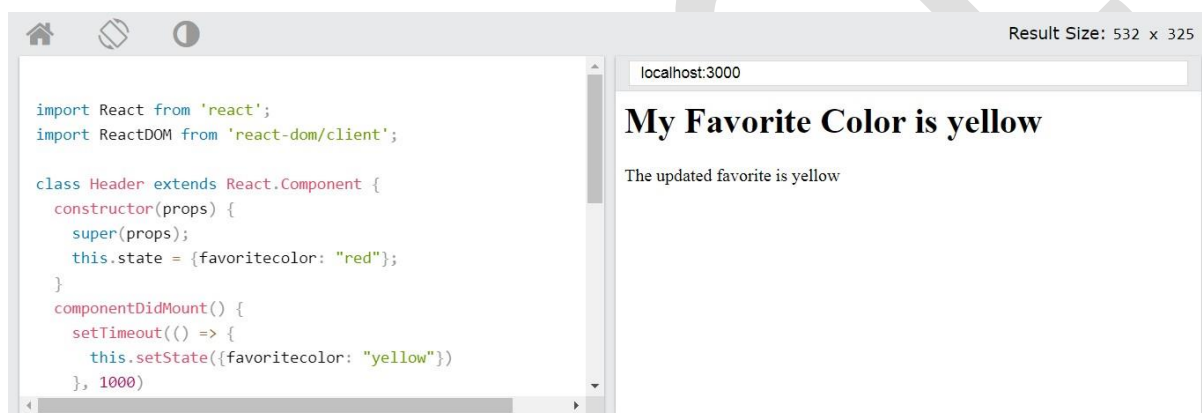 Result Size: 532 x 325
import React from 'react';
import ReactDOM from 'react-dom/client';
class Header extends React.Component {
constructor(props) {
super(props);
this.state = {favoritecolor: "red"};
}
componentDidMount() {
setTimeout(() => {
this.setState({favoritecolor: "yellow"})
}, 1000)
localhost:3000
My Favorite Color is yellow
The updated favorite is yellow